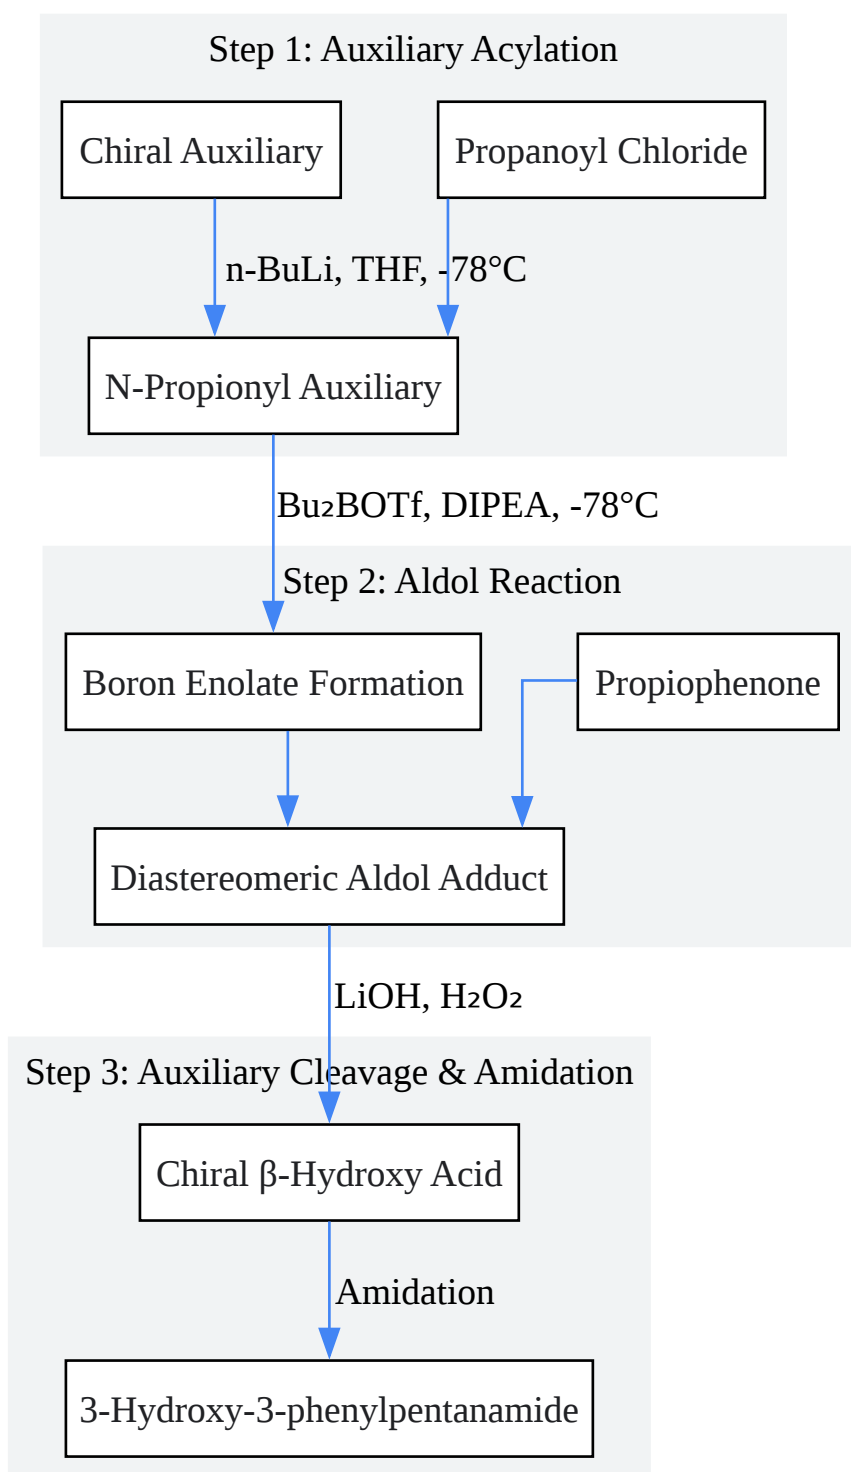 Step 1: Auxiliary Acylation
Chiral Auxiliary
Propanoyl Chloride
n-BuLi, THF, -78°C
N-Propionyl Auxiliary
Bu₂BOTf, DIPEA, -78°C
Step 2: Aldol Reaction
Boron Enolate Formation
Propiophenone
Diastereomeric Aldol Adduct
LiOH, H₂O₂
Step 3: Auxiliary Cleavage & Amidation
Chiral β-Hydroxy Acid
Amidation
3-Hydroxy-3-phenylpentanamide